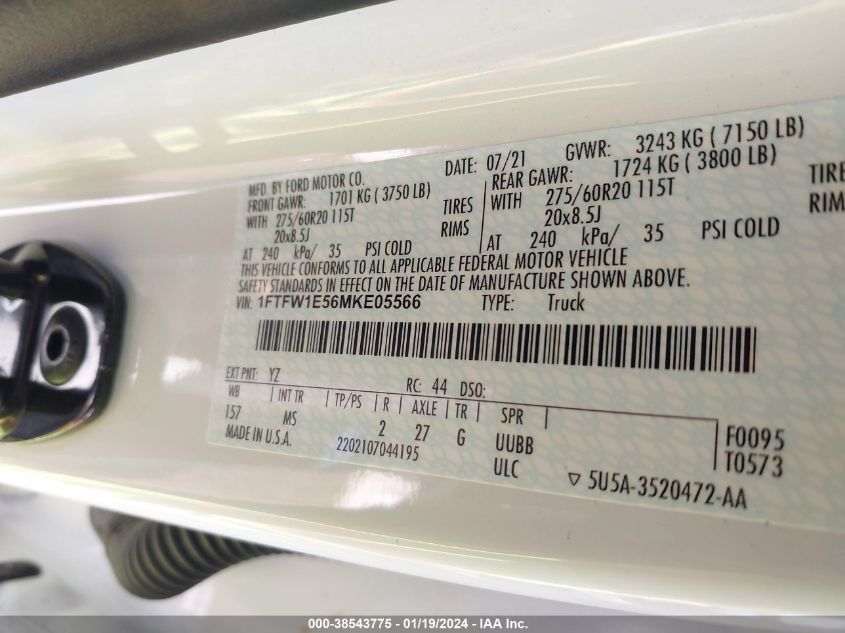 MFD. BY FORD MOTOR CO.
DATE: 07/21 GVWR: 3243 KG ( 7150 LB)
FRONT GAWR: 1701 KG ( 3750 LB)
REAR GAWR: 1724 KG ( 3800 LB)
WITH 275/60R20 115T TIRES
WITH 275/60R20 115T TIRES
20x8.5J RIMS
20x8.5J RIM
AT 240 kPa/ 35 PSI COLD
AT 240 kPa/ 35 PSI COLD
THIS VEHICLE CONFORMS TO ALL APPLICABLE FEDERAL MOTOR VEHICLE
SAFETY STANDARDS IN EFFECT ON THE DATE OF MANUFACTURE SHOWN ABOVE.
VIN: 1FTFW1E56MKE05566 TYPE: Truck
EXT PNT: YZ RC: 44 DSO:
WB INT TR TP/PS R AXLE TR SPR
157 MS 2 27 G UUBB F0095
MADE IN U.S.A. 2202107044195 ULC T0573
▽ 5U5A-3520472-AA
000-38543775 - 01/19/2024 - IAA Inc.